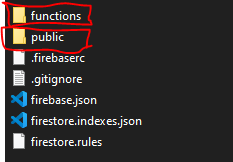 functions
public
.firebaserc
.gitignore
firebase.json
firestore.indexes.json
firestore.rules